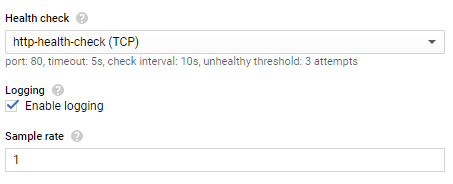 Health check
http-health-check (TCP)
port: 80, timeout: 5s, check interval: 10s, unhealthy threshold: 3 attempts
Logging
Enable logging
Sample rate
1